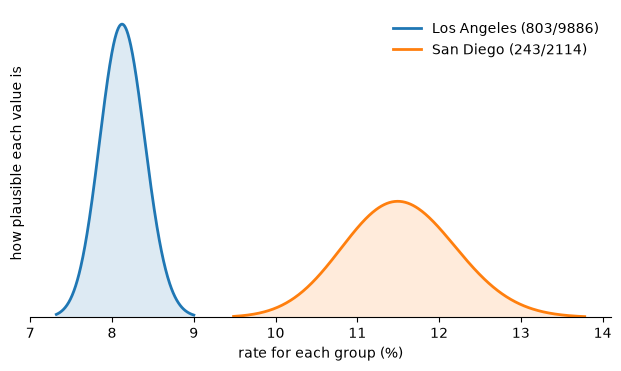 Los Angeles (803/9886)
San Diego (243/2114)
how plausible each value is
7 8 9 10 11 12 13 14
rate for each group (%)